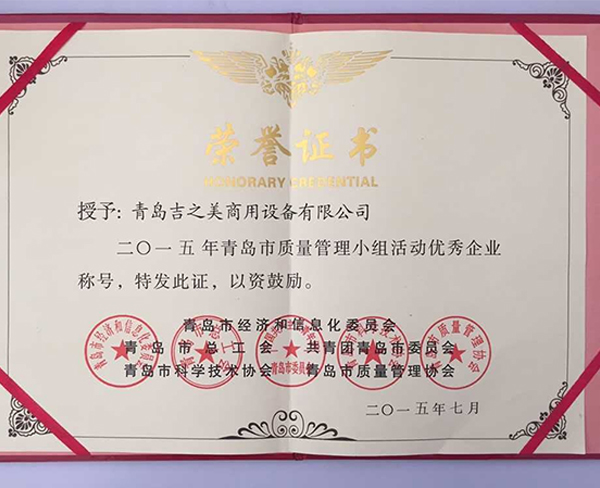 荣誉证书
HONORARY CREDENTIAL
授予：青岛吉之美商用设备有限公司
二〇一五年青岛市质量管理小组活动优秀企业
称号，特发此证，以资鼓励。
青岛市经济和信息化委员会
青岛市总工会 共青团青岛市委员会
青岛市科学技术协会 青岛市质量管理协会
二〇一五年七月